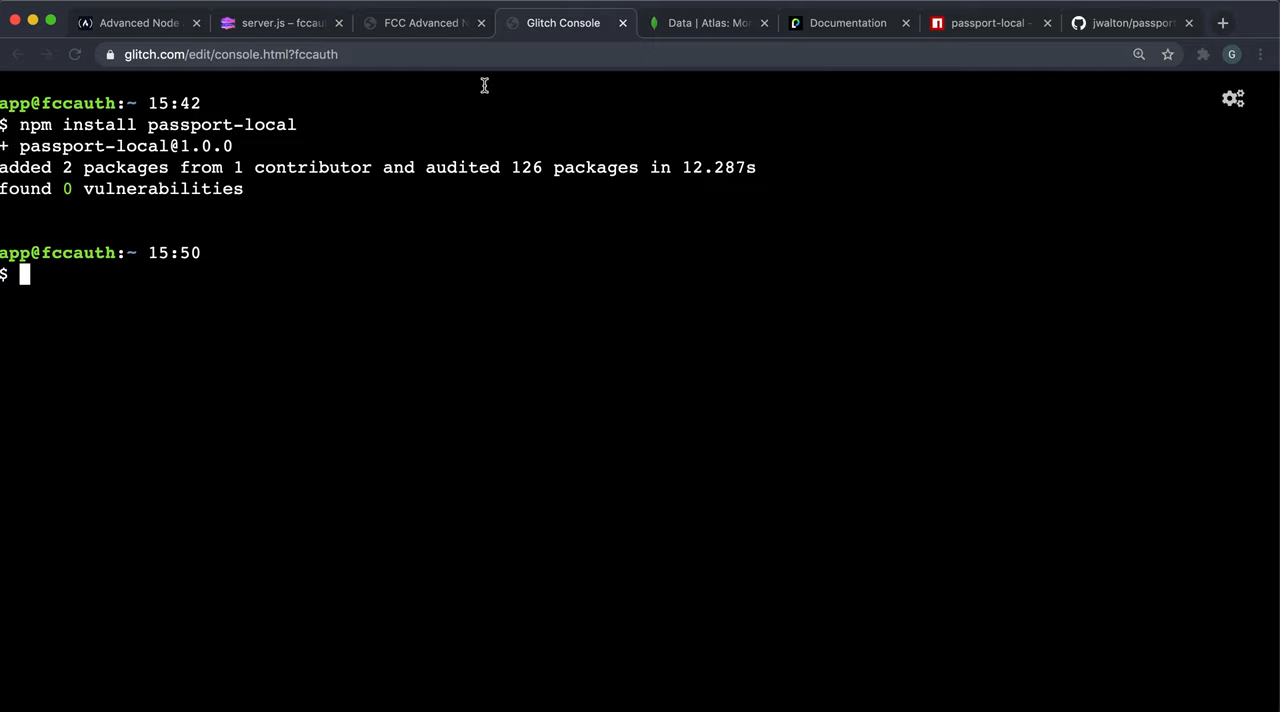 Advanced Node
server.js – fccau
FCC Advanced N
Glitch Console
Data | Atlas: Mon
Documentation
passport-local -
jwalton/passport
glitch.com/edit/console.html?fccauth
G
app@fccauth:~ 15:42
$ npm install passport-local
+ passport-local@1.0.0
added 2 packages from 1 contributor and audited 126 packages in 12.287s
found 0 vulnerabilities
app@fccauth:~ 15:50
$